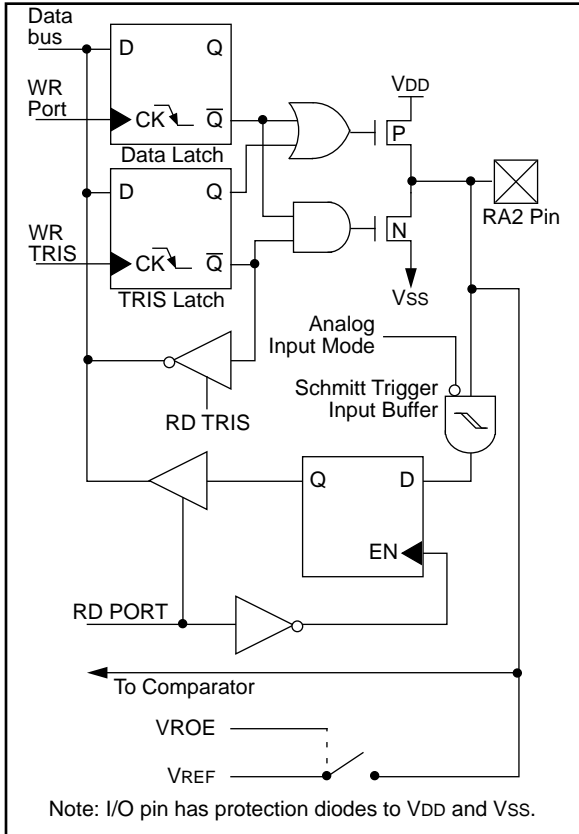 Data
bus
D Q
WR
Port
CK Q
VDD
P
Data Latch
D Q
RA2 Pin
WR
TRIS
CK Q
N
TRIS Latch
VSS
Analog
Input Mode
Schmitt Trigger
Input Buffer
RD TRIS
Q D
EN
RD PORT
To Comparator
VROE
VREF
Note: I/O pin has protection diodes to VDD and VSS.